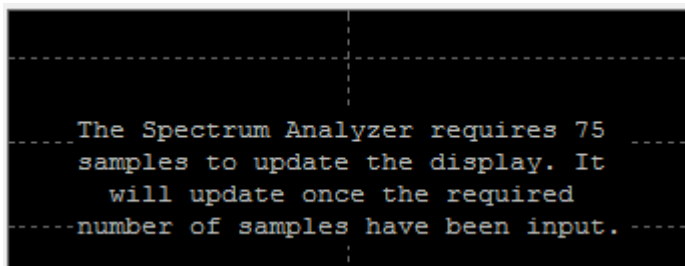 The Spectrum Analyzer requires 75
samples to update the display. It
will update once the required
number of samples have been input.